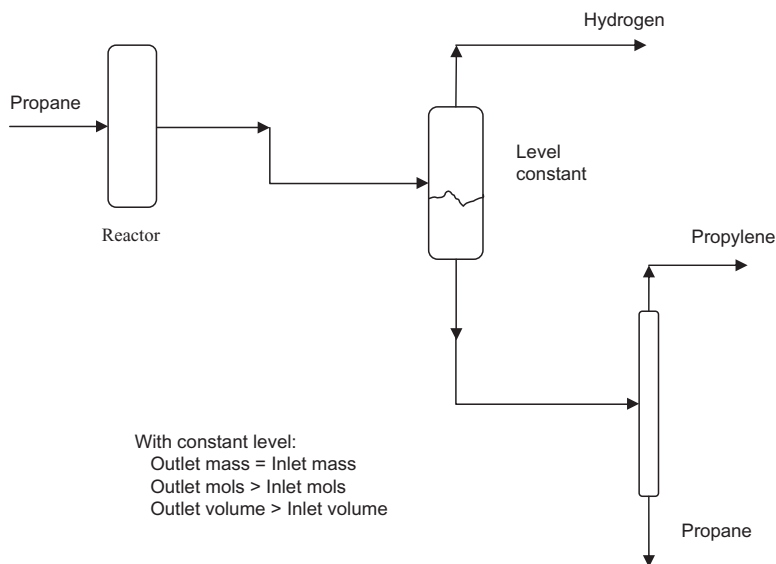 Hydrogen
Propane
Level
constant
Reactor
Propylene
With constant level:
Outlet mass = Inlet mass
Outlet mols > Inlet mols
Outlet volume > Inlet volume
Propane